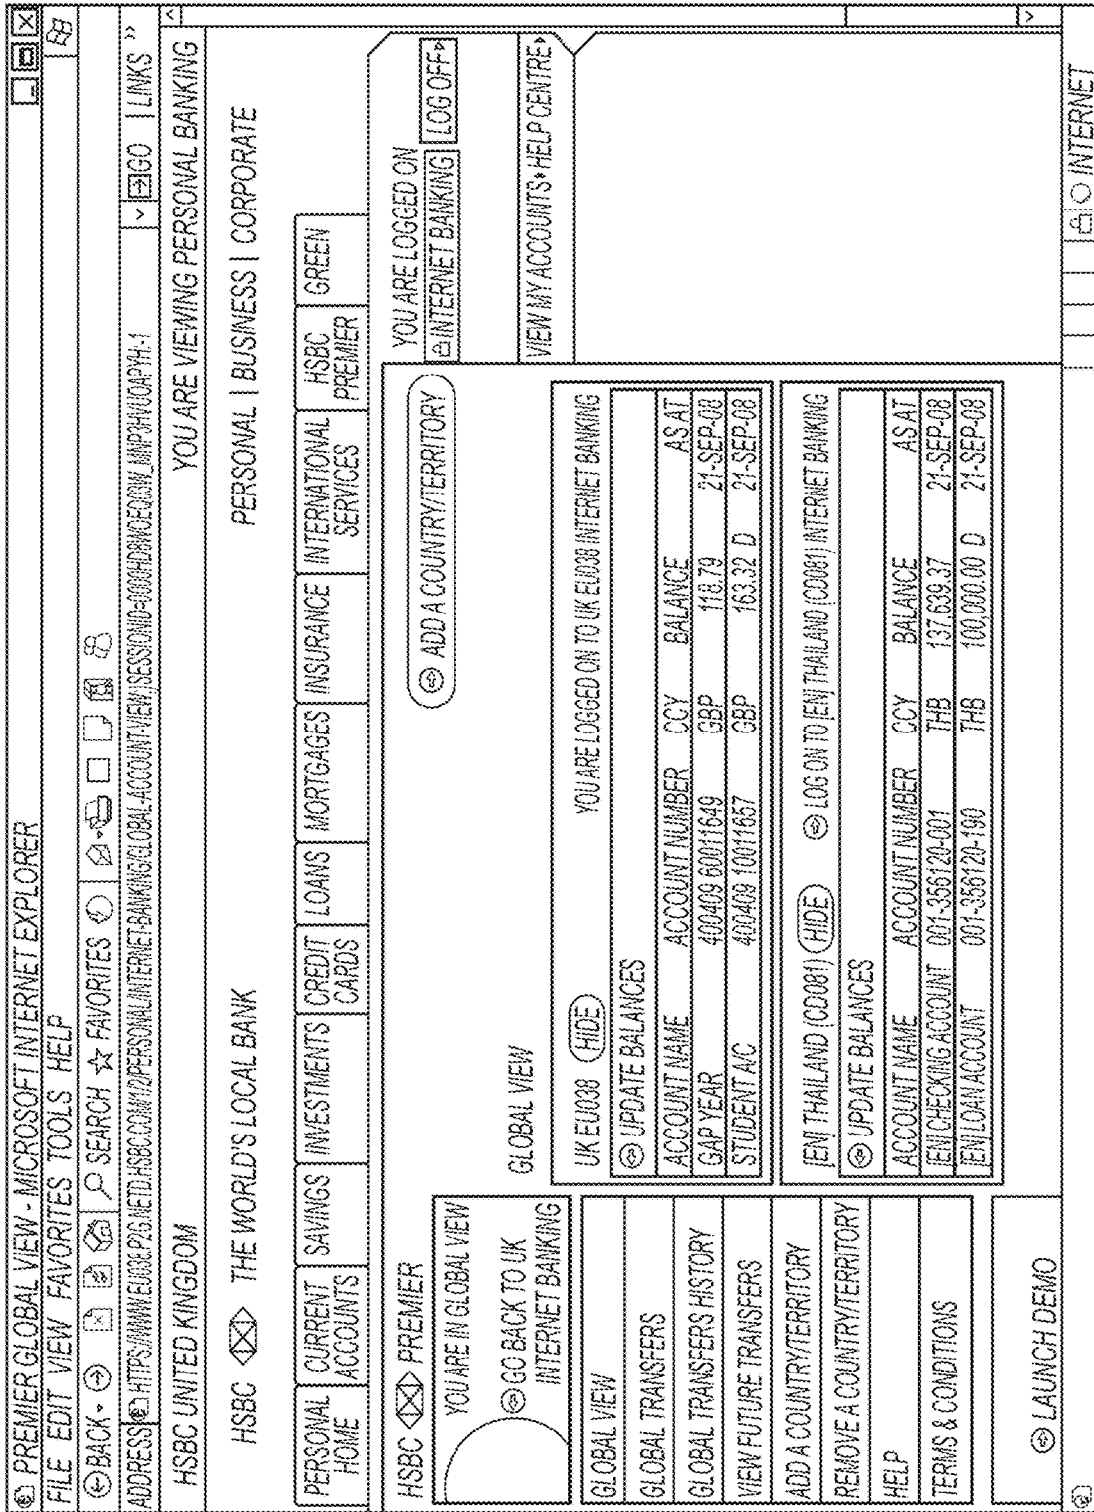 PREMIER GLOBAL VIEW - MICROSOFT INTERNET EXPLORER
FILE EDIT VIEW FAVORITES TOOLS HELP
BACK SEARCH FAVORITES
ADDRESS GO LINKS »
HSBC UNITED KINGDOM YOU ARE VIEWING PERSONAL BANKING
HSBC THE WORLD'S LOCAL BANK PERSONAL | BUSINESS | CORPORATE
PERSONAL HOME
CURRENT ACCOUNTS
SAVINGS
INVESTMENTS
CREDIT CARDS
LOANS
MORTGAGES
INSURANCE
INTERNATIONAL SERVICES
HSBC PREMIER
GREEN
HSBC PREMIER
YOU ARE LOGGED ON
INTERNET BANKING LOG OFF
VIEW MY ACCOUNTS HELP CENTRE
YOU ARE IN GLOBAL VIEW
GO BACK TO UK
INTERNET BANKING
GLOBAL VIEW
GLOBAL TRANSFERS
GLOBAL TRANSFERS HISTORY
VIEW FUTURE TRANSFERS
ADD A COUNTRY/TERRITORY
REMOVE A COUNTRY/TERRITORY
HELP
TERMS & CONDITIONS
LAUNCH DEMO
ADD A COUNTRY/TERRITORY
GLOBAL VIEW
UK EU038 HIDE YOU ARE LOGGED ON TO UK EU038 INTERNET BANKING
UPDATE BALANCES
ACCOUNT NAME ACCOUNT NUMBER CCY BALANCE AS AT
GAP YEAR 400409 60011649 GBP 118.79 21-SEP-08
STUDENT A/C 400409 10011657 GBP 163.32 D 21-SEP-08
[EN] THAILAND (CD081) HIDE LOG ON TO [EN] THAILAND (CD081) INTERNET BANKING
UPDATE BALANCES
ACCOUNT NAME ACCOUNT NUMBER CCY BALANCE AS AT
[EN] CHECKING ACCOUNT 001-356120-001 THB 137,639.37 21-SEP-08
[EN] LOAN ACCOUNT 001-356120-190 THB 100,000.00 D 21-SEP-08
INTERNET